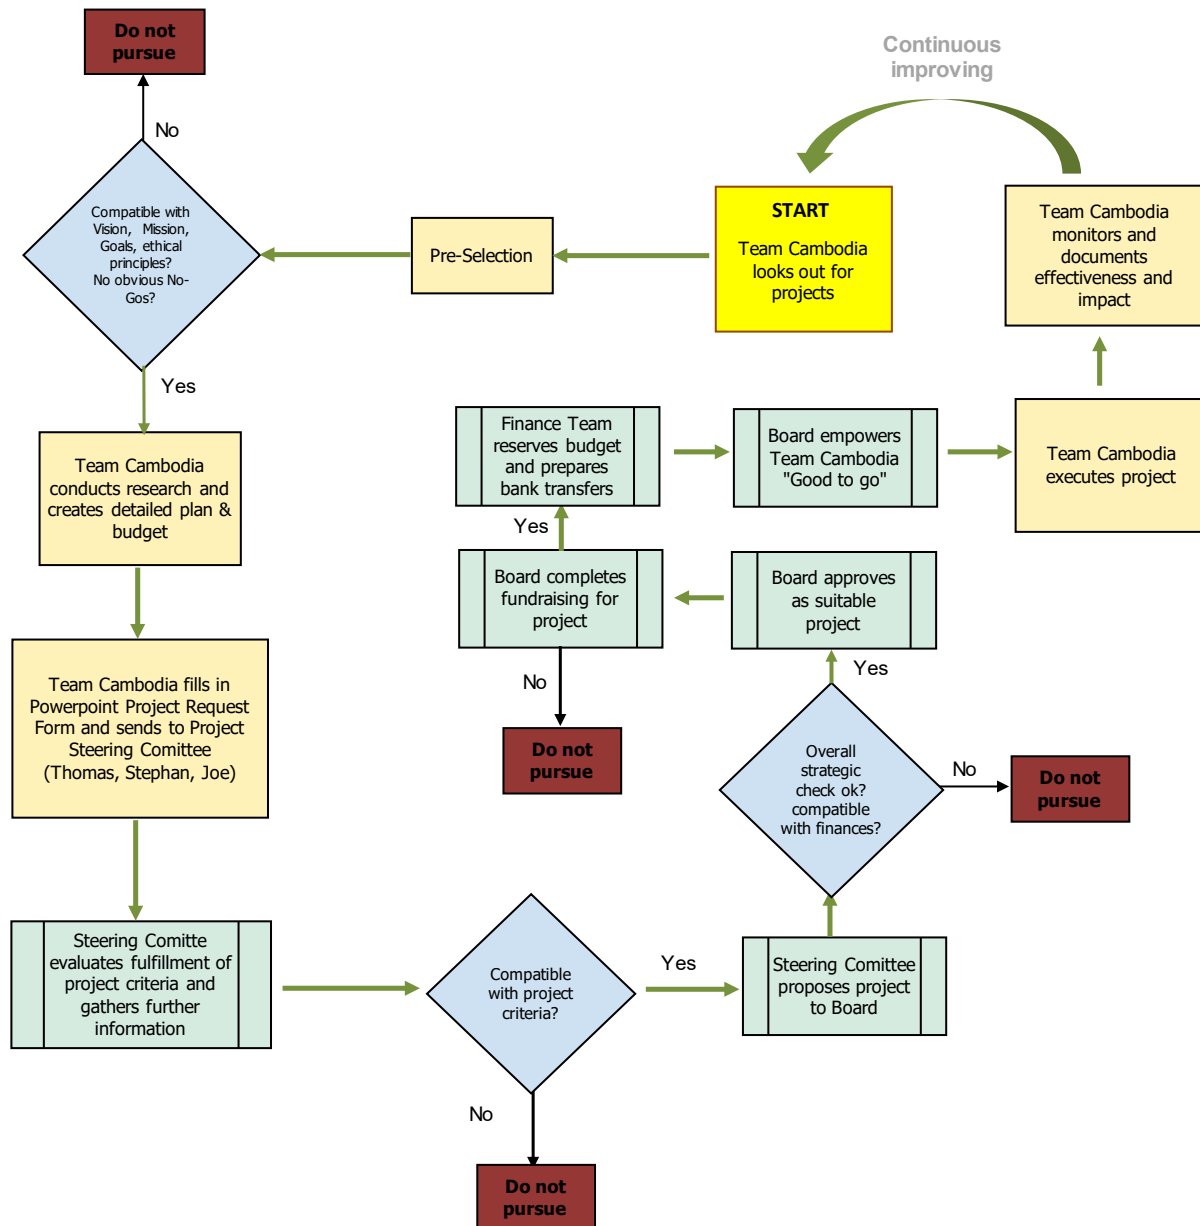 Do not
pursue
Continuous
improving
No
Compatible with
Vision, Mission,
Goals, ethical
principles?
No obvious No-
Gos?
Pre-Selection
START
Team Cambodia
looks out for
projects
Team Cambodia
monitors and
documents
effectiveness and
impact
Yes
Team Cambodia
conducts research and
creates detailed plan &
budget
Finance Team
reserves budget
and prepares
bank transfers
Board empowers
Team Cambodia
"Good to go"
Team Cambodia
executes project
Yes
Board completes
fundraising for
project
Board approves
as suitable
project
No
Do not
pursue
Yes
Team Cambodia fills in
Powerpoint Project Request
Form and sends to Project
Steering Comittee
(Thomas, Stephan, Joe)
Overall
strategic
check ok?
compatible
with finances?
No
Do not
pursue
Steering Comitte
evaluates fulfillment of
project criteria and
gathers further
information
Compatible
with project
criteria?
Yes
Steering Comittee
proposes project
to Board
No
Do not
pursue